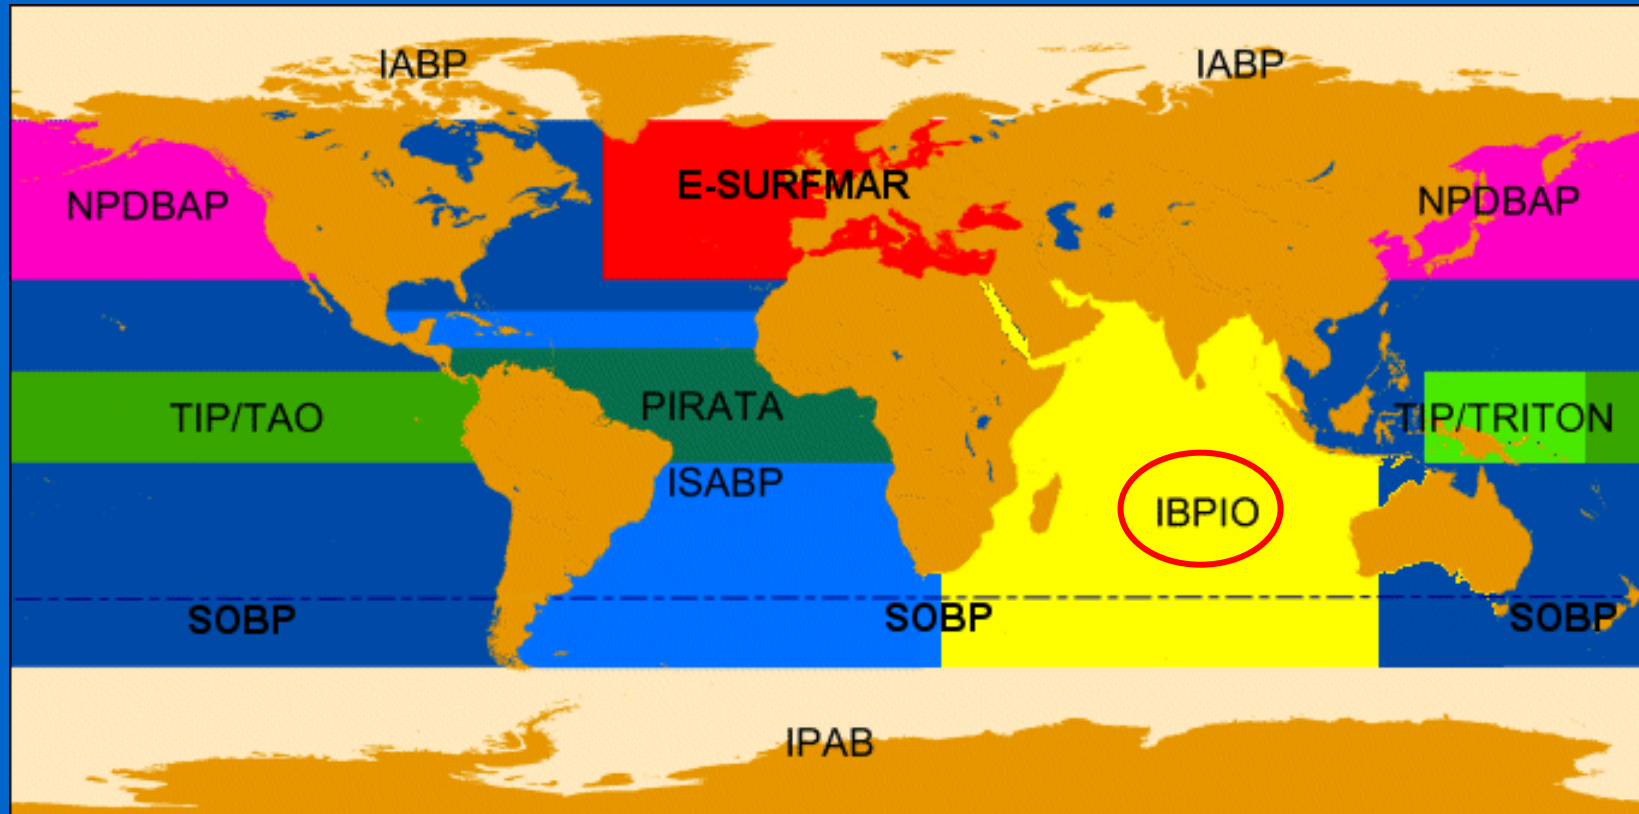 IABP
IABP
E-SURFMAR
NPDBAP
NPDBAP
PIRATA
TIP/TAO
TIP/TRITON
ISABP
IBPIO
SOBP
SOBP
SOBP
IPAB